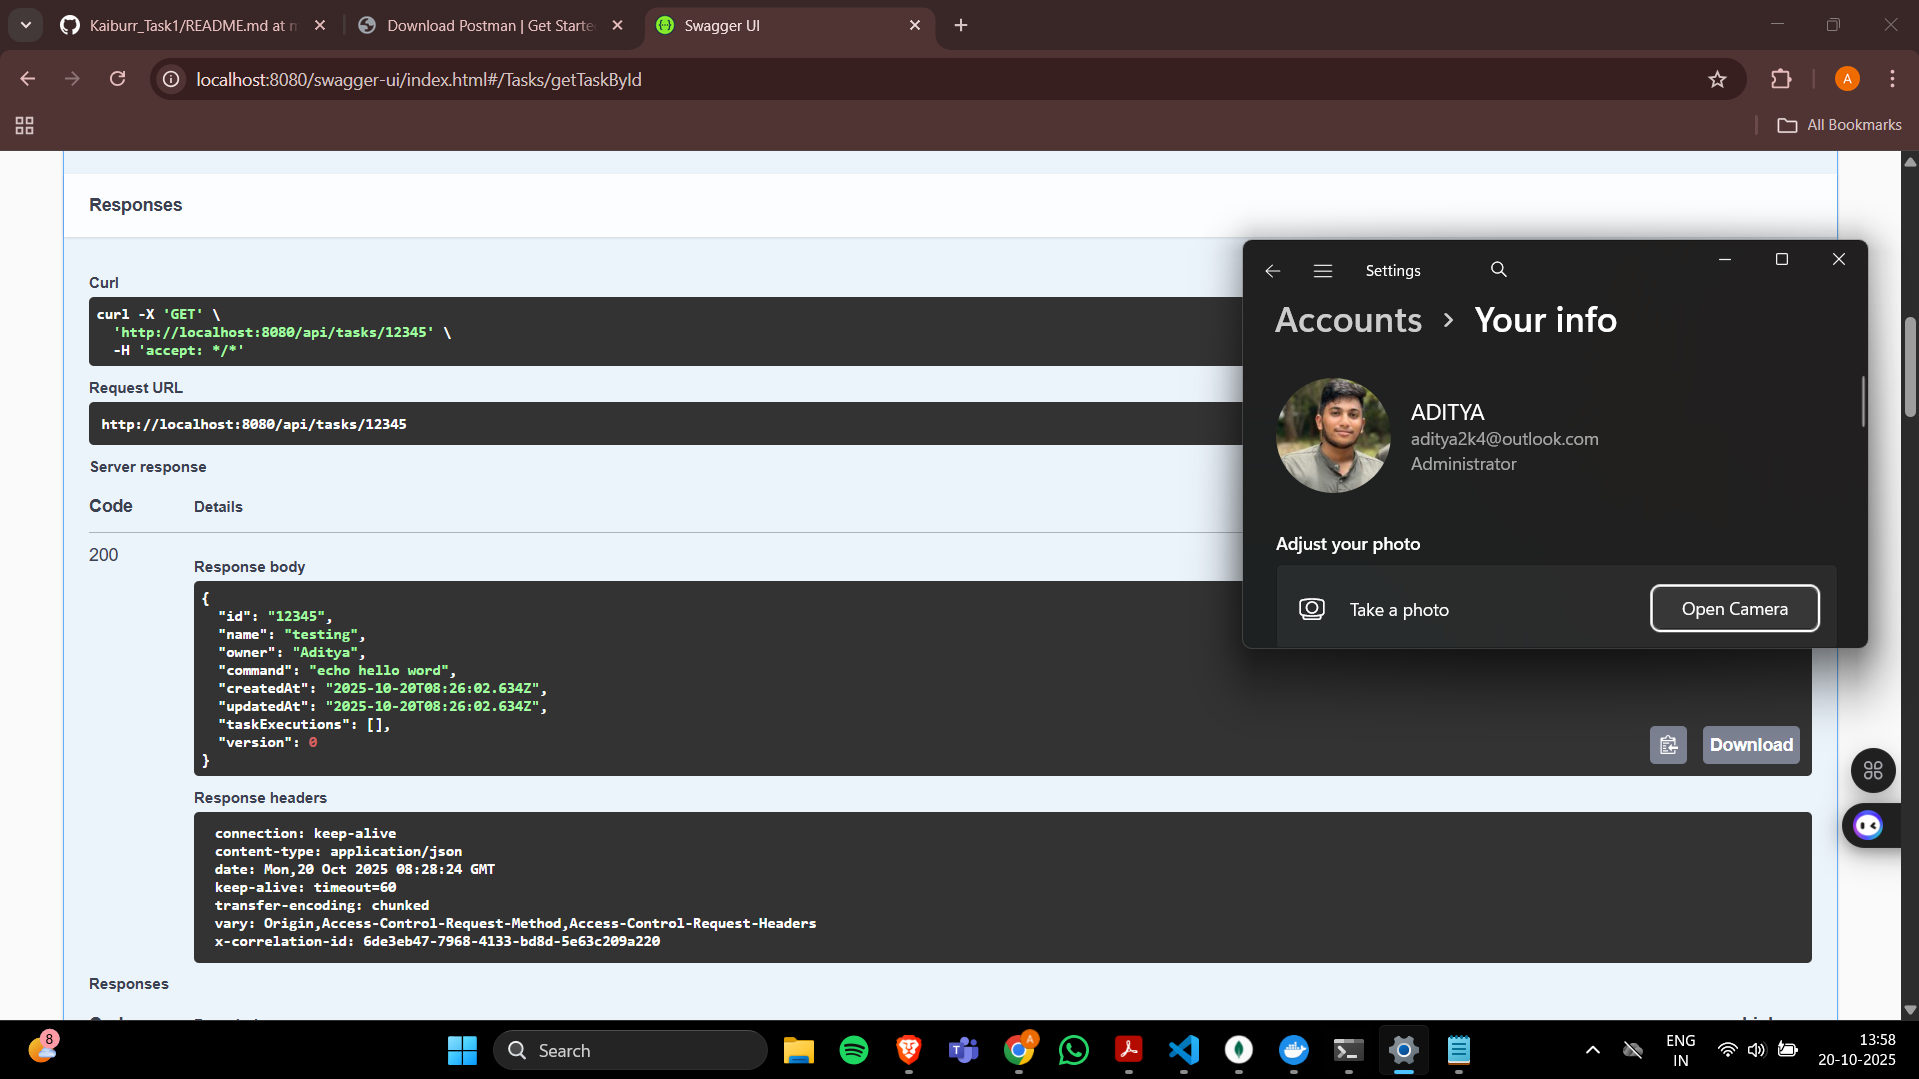 Kaiburr_Task1/README.md at m
Download Postman | Get Starte
Swagger UI
localhost:8080/swagger-ui/index.html#/Tasks/getTaskById
A
All Bookmarks
Responses
Curl
curl -X 'GET' \
'http://localhost:8080/api/tasks/12345' \
-H 'accept: */*'
Request URL
http://localhost:8080/api/tasks/12345
Server response
Code
Details
200
Response body
{
"id": "12345",
"name": "testing",
"owner": "Aditya",
"command": "echo hello word",
"createdAt": "2025-10-20T08:26:02.634Z",
"updatedAt": "2025-10-20T08:26:02.634Z",
"taskExecutions": [],
"version": 0
}
Download
Response headers
connection: keep-alive
content-type: application/json
date: Mon,20 Oct 2025 08:28:24 GMT
keep-alive: timeout=60
transfer-encoding: chunked
vary: Origin,Access-Control-Request-Method,Access-Control-Request-Headers
x-correlation-id: 6de3eb47-7968-4133-bd8d-5e63c209a220
Responses
Settings
Accounts > Your info
ADITYA
aditya2k4@outlook.com
Administrator
Adjust your photo
Take a photo
Open Camera
8
Search
A
ENG
IN
13:58
20-10-2025